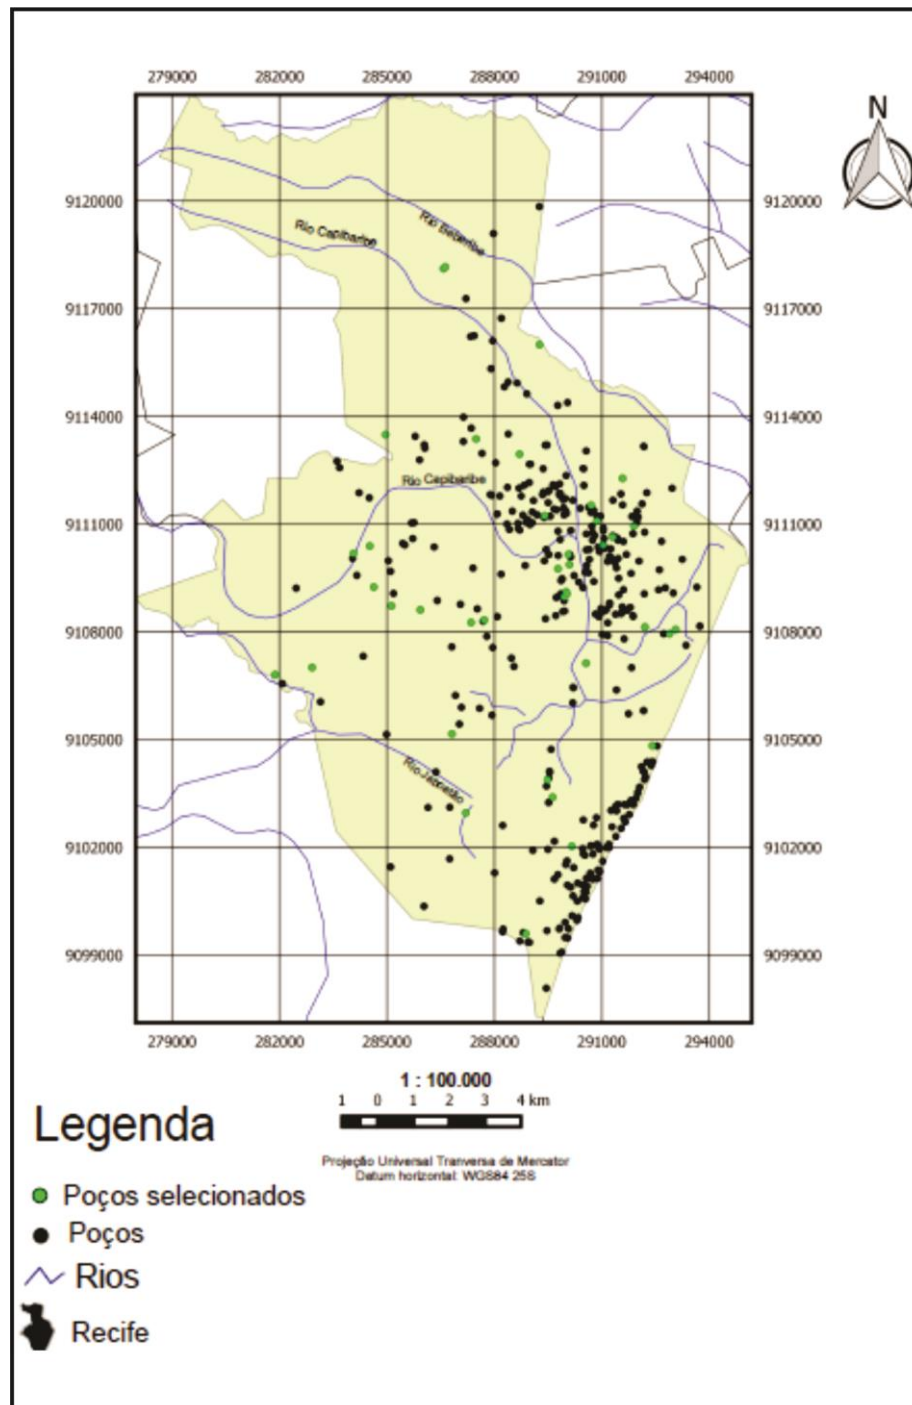 279000 282000 285000 288000 291000 294000
N
9120000 9120000
Rio Capibaribe
Rio Beberibe
9117000 9117000
9114000 9114000
Rio Capibaribe
9111000 9111000
9108000 9108000
9105000 9105000
Rio Jaboatão
9102000 9102000
9099000 9099000
279000 282000 285000 288000 291000 294000
1 : 100.000
1 0 1 2 3 4 km
Legenda
Projeção Universal Tranversa de Mercator
Datum horizontal: WGS84 25S
Poços selecionados
Poços
Rios
Recife